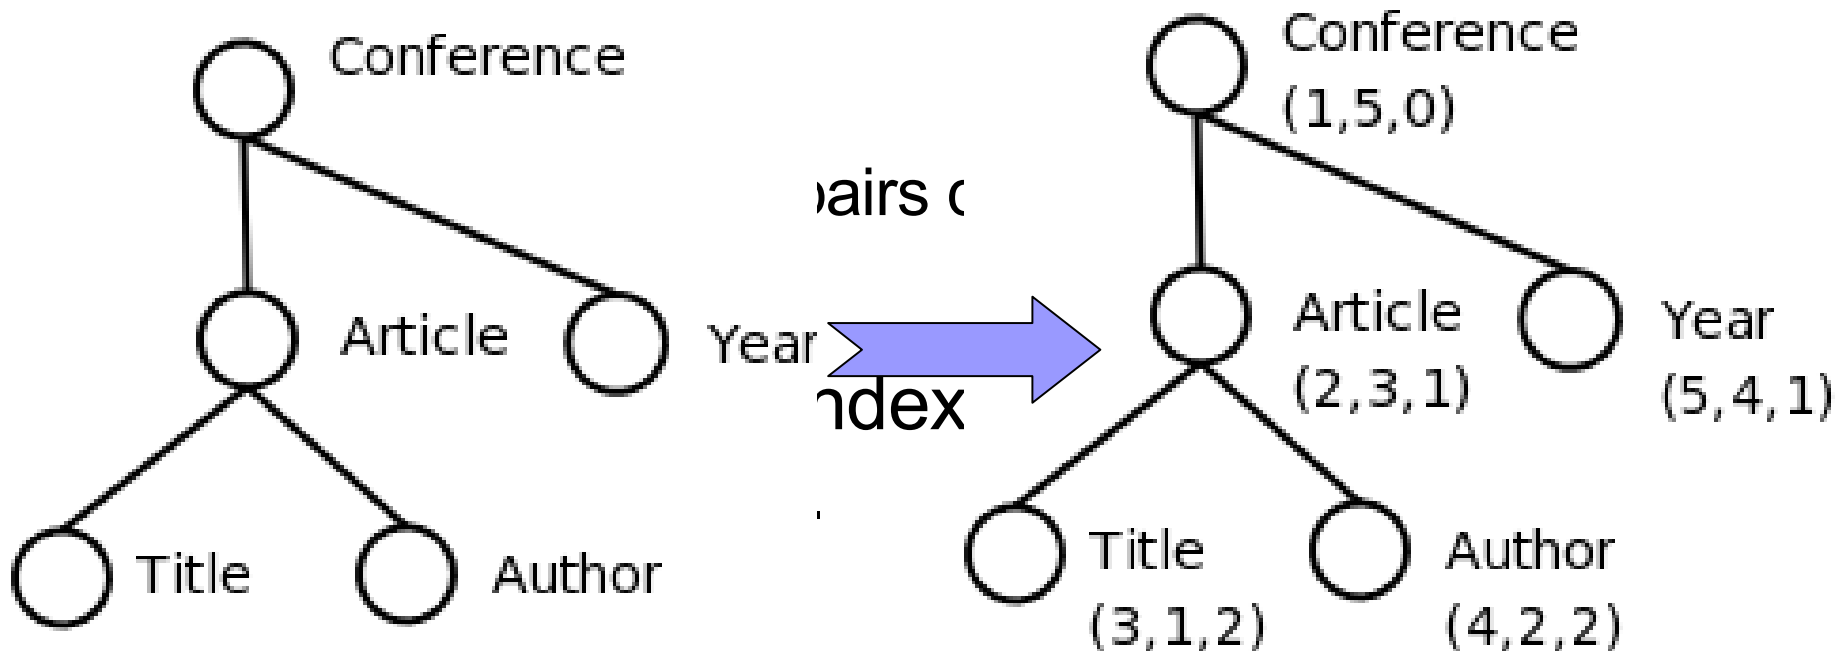 Conference
Article
Year
Title
Author
Conference
(1,5,0)
Article
(2,3,1)
Year
(5,4,1)
Title
(3,1,2)
Author
(4,2,2)